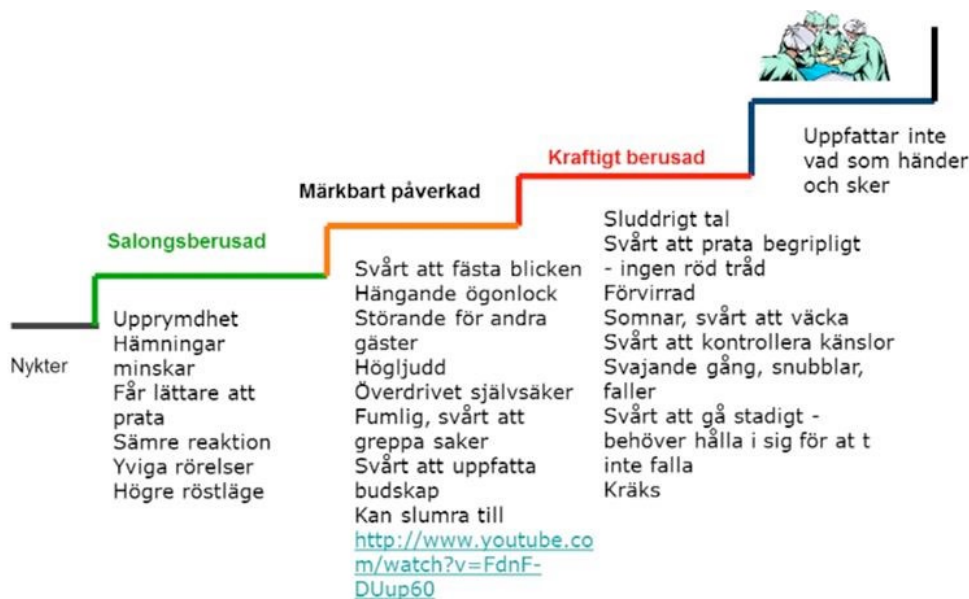 Nykter
Salongsberusad
Upprymdhet
Hämningar
minskar
Får lättare att
prata
Sämre reaktion
Yviga rörelser
Högre röstläge
Märkbart påverkad
Svårt att fästa blicken
Hängande ögonlock
Störande för andra
gäster
Högljudd
Överdrivet självsäker
Fumlig, svårt att
greppa saker
Svårt att uppfatta
budskap
Kan slumra till
http://www.youtube.co
m/watch?v=FdnF-
DUup60
Kraftigt berusad
Sluddrigt tal
Svårt att prata begripligt
- ingen röd tråd
Förvirrad
Somnar, svårt att väcka
Svårt att kontrollera känslor
Svajande gång, snubblar,
faller
Svårt att gå stadigt -
behöver hålla i sig för at t
inte falla
Kräks
Uppfattar inte
vad som händer
och sker